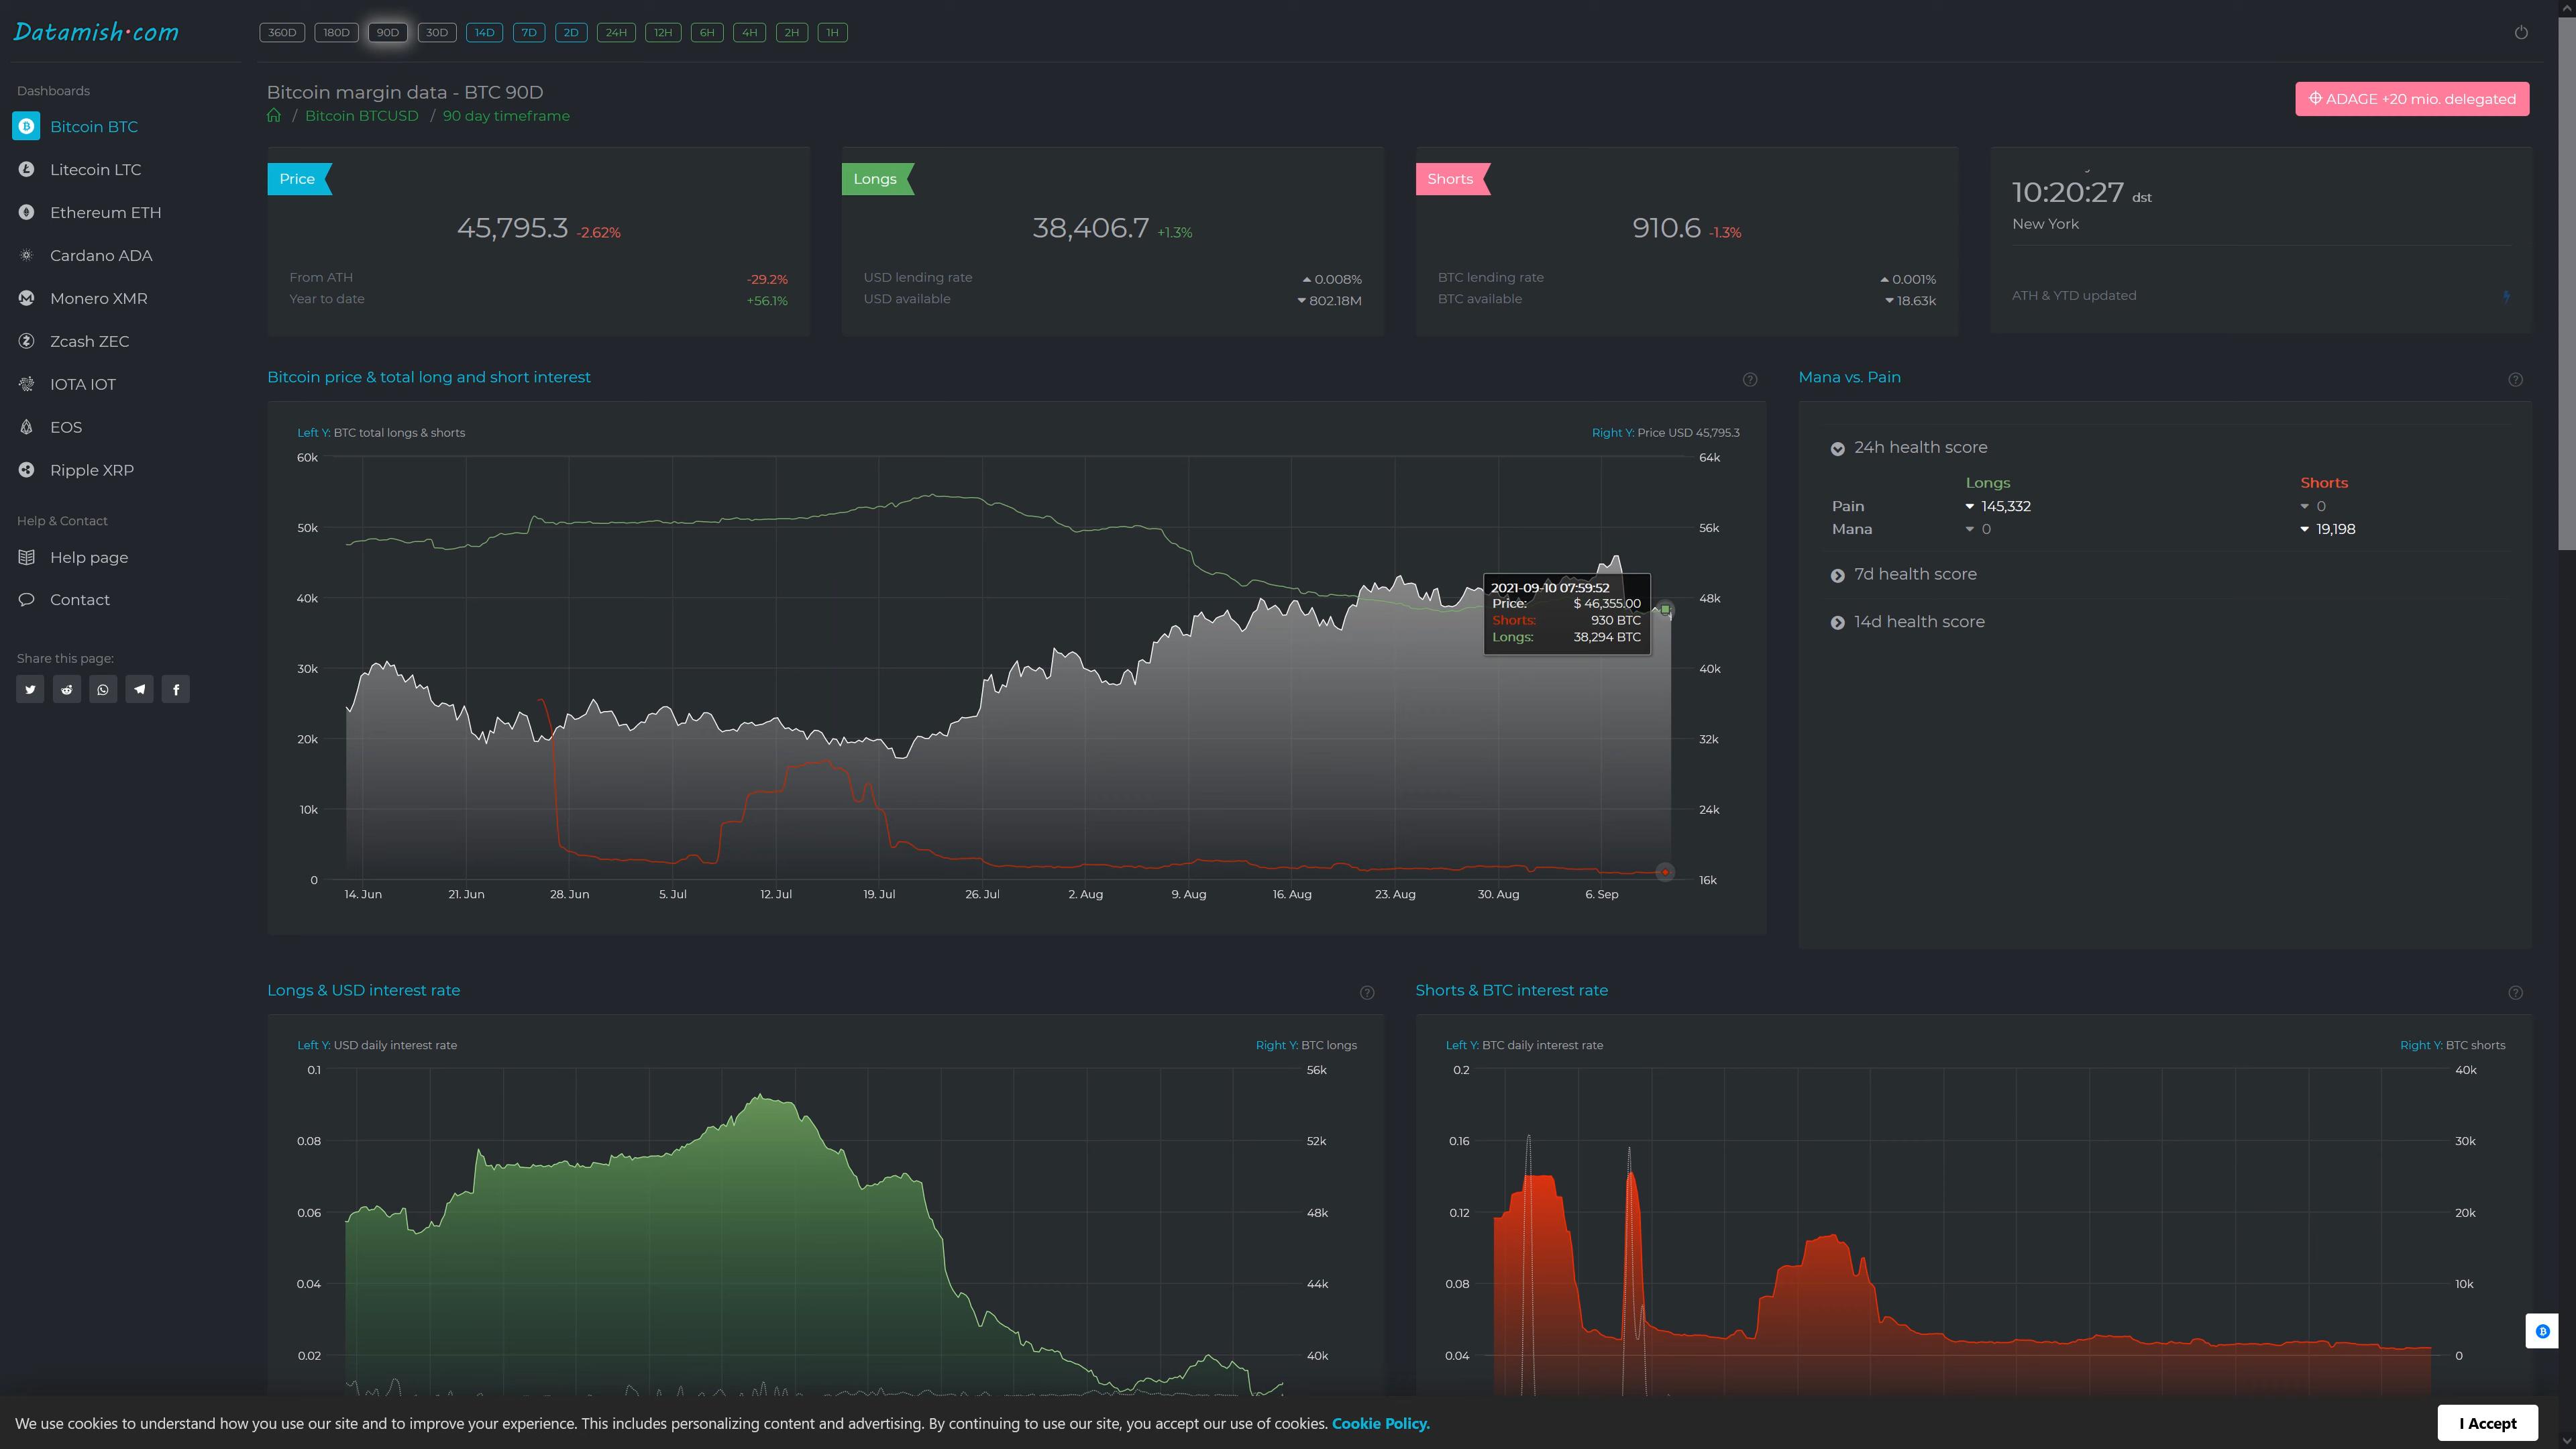 Datamish·com
360D 180D 90D 30D 14D 7D 2D 24H 12H 6H 4H 2H 1H
Dashboards
Bitcoin BTC
Litecoin LTC
Ethereum ETH
Cardano ADA
Monero XMR
Zcash ZEC
IOTA IOT
EOS
Ripple XRP
Help & Contact
Help page
Contact
Share this page:
Bitcoin margin data - BTC 90D
/ Bitcoin BTCUSD / 90 day timeframe
ADAGE +20 mio. delegated
Price
45,795.3 -2.62%
From ATH -29.2%
Year to date +56.1%
Longs
38,406.7 +1.3%
USD lending rate 0.008%
USD available 802.18M
Shorts
910.6 -1.3%
BTC lending rate 0.001%
BTC available 18.63k
10:20:27 dst
New York
ATH & YTD updated
Bitcoin price & total long and short interest
Left Y: BTC total longs & shorts
Right Y: Price USD 45,795.3
60k
50k
40k
30k
20k
10k
0
64k
56k
48k
40k
32k
24k
16k
2021-09-10 07:59:52
Price: $ 46,355.00
Shorts: 930 BTC
Longs: 38,294 BTC
14. Jun 21. Jun 28. Jun 5. Jul 12. Jul 19. Jul 26. Jul 2. Aug 9. Aug 16. Aug 23. Aug 30. Aug 6. Sep
Mana vs. Pain
24h health score
Longs Shorts
Pain 145,332 0
Mana 0 19,198
7d health score
14d health score
Longs & USD interest rate
Left Y: USD daily interest rate
Right Y: BTC longs
0.1
0.08
0.06
0.04
0.02
56k
52k
48k
44k
40k
Shorts & BTC interest rate
Left Y: BTC daily interest rate
Right Y: BTC shorts
0.2
0.16
0.12
0.08
0.04
40k
30k
20k
10k
0
We use cookies to understand how you use our site and to improve your experience. This includes personalizing content and advertising. By continuing to use our site, you accept our use of cookies. Cookie Policy.
I Accept